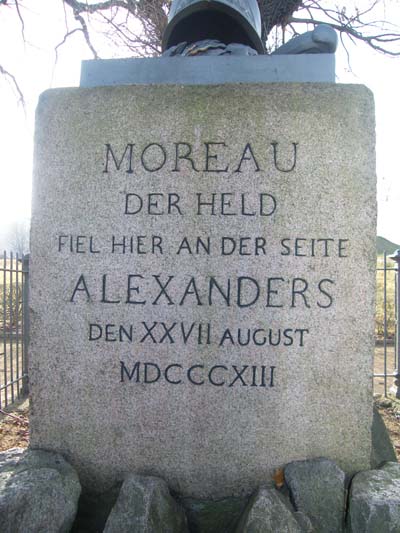 MOREAU
DER HELD
FIEL HIER AN DER SEITE
ALEXANDERS
DEN XXVII AUGUST
MDCCCXIII